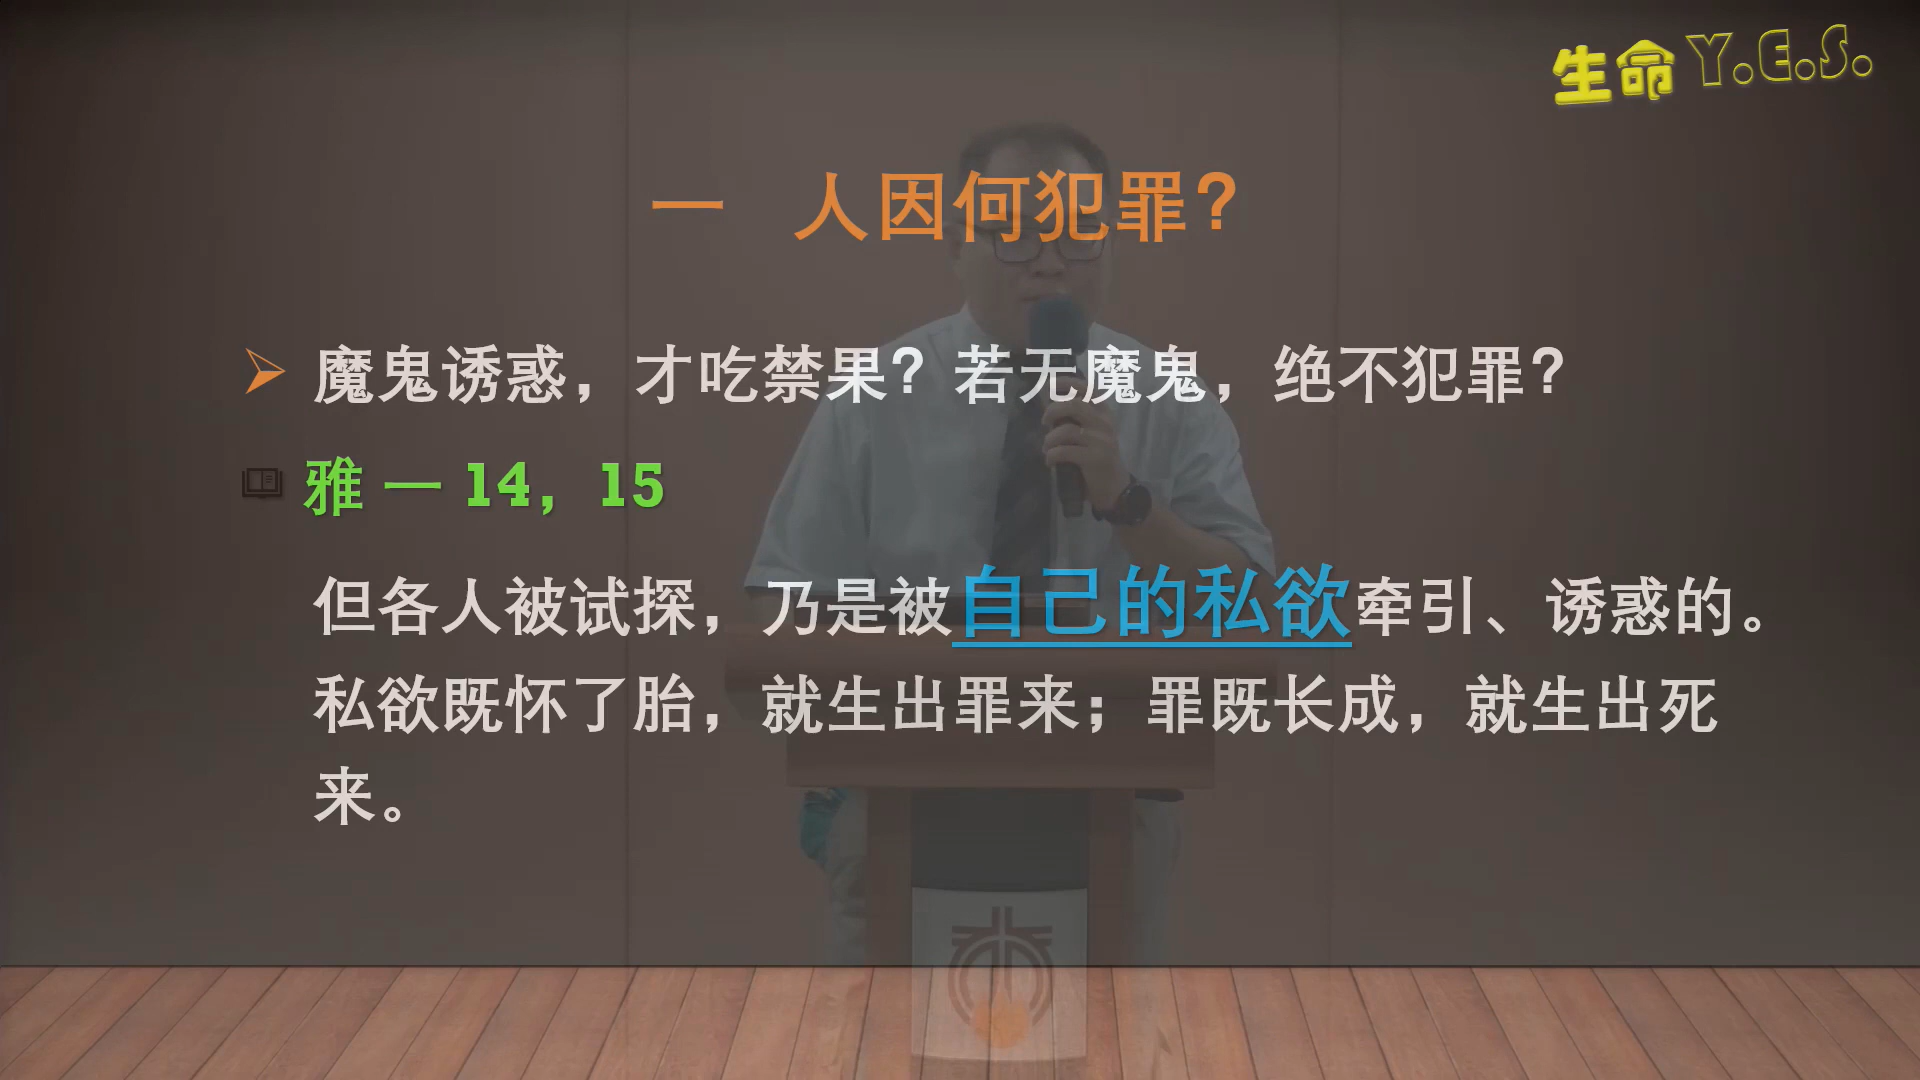 生命 Y.E.S.
一 人因何犯罪？
魔鬼诱惑，才吃禁果？若无魔鬼，绝不犯罪？
雅 一 14，15
但各人被试探，乃是被自己的私欲牵引、诱惑的。
私欲既怀了胎，就生出罪来；罪既长成，就生出死
来。